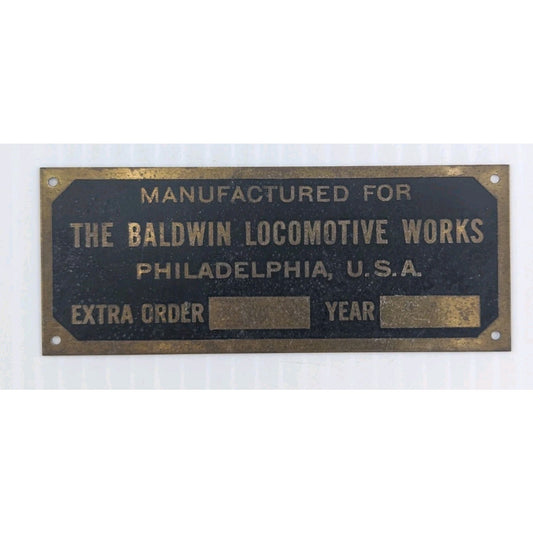 MANUFACTURED FOR
THE BALDWIN LOCOMOTIVE WORKS
PHILADELPHIA, U.S.A.
EXTRA ORDER YEAR